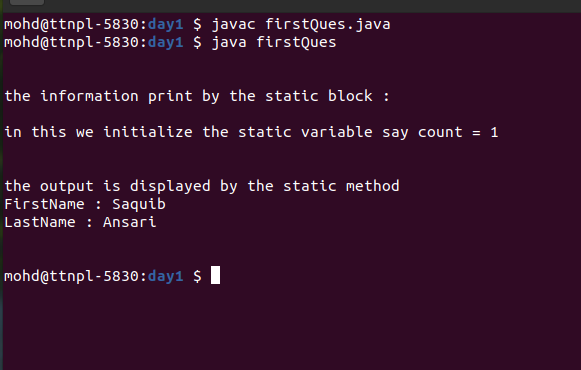 mohd@ttnpl-5830:day1 $ javac firstQues.java
mohd@ttnpl-5830:day1 $ java firstQues
the information print by the static block :
in this we initialize the static variable say count = 1
the output is displayed by the static method
FirstName : Saquib
LastName : Ansari
mohd@ttnpl-5830:day1 $